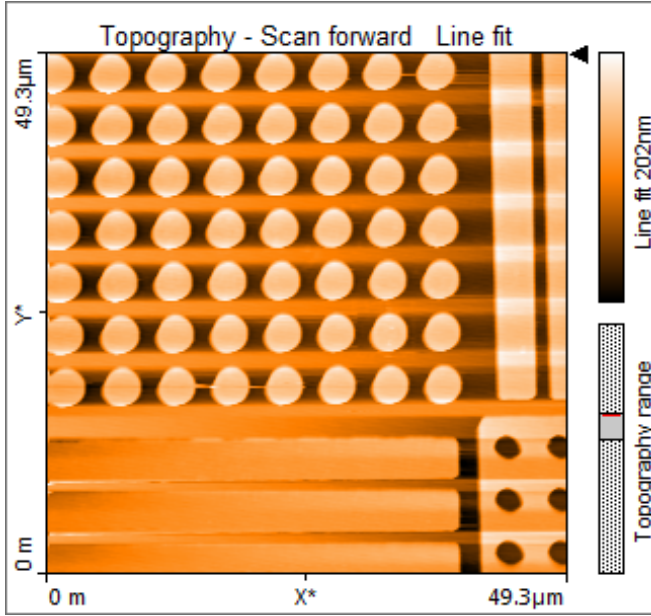 Topography - Scan forward Line fit
49.3µm
Y*
0 m
0 m
X*
49.3µm
Line fit 202nm
Topography range